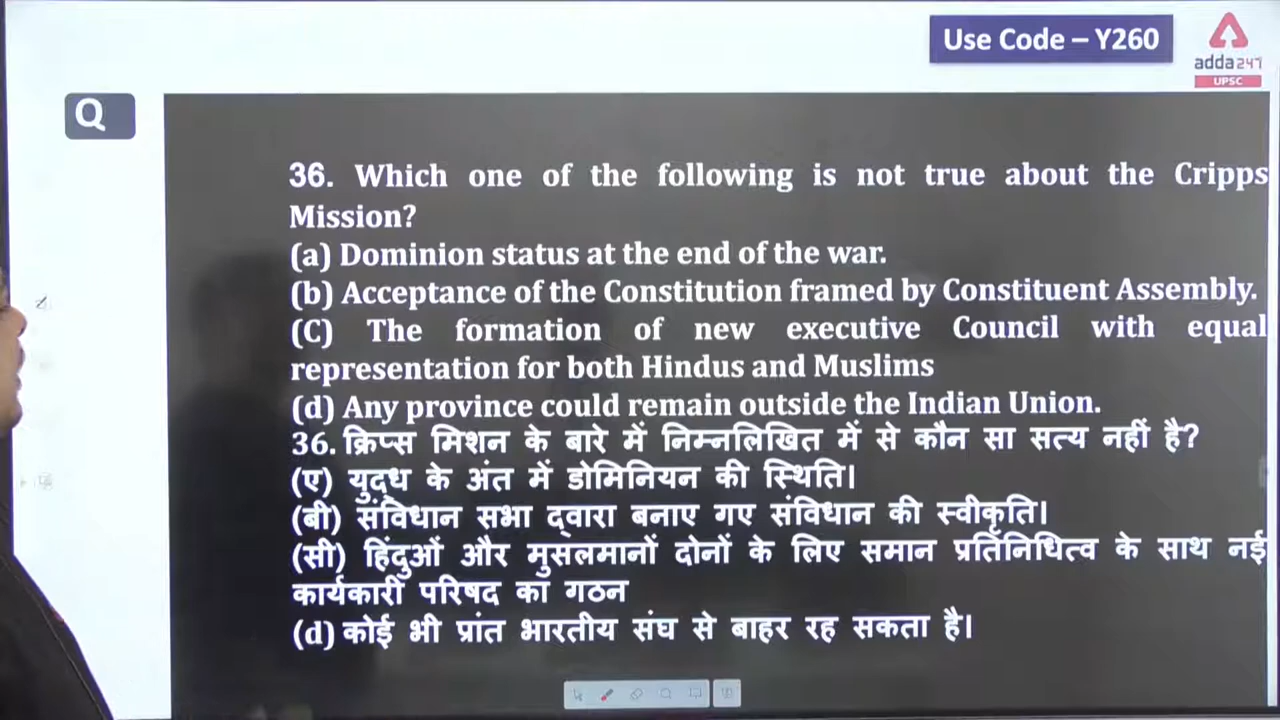 Use Code – Y260
adda247
UPSC
Q
36. Which one of the following is not true about the Cripps
Mission?
(a) Dominion status at the end of the war.
(b) Acceptance of the Constitution framed by Constituent Assembly.
(C) The formation of new executive Council with equal
representation for both Hindus and Muslims
(d) Any province could remain outside the Indian Union.
36. क्रिप्स मिशन के बारे में निम्नलिखित में से कौन सा सत्य नहीं है?
(ए) युद्ध के अंत में डोमिनियन की स्थिति।
(बी) संविधान सभा द्वारा बनाए गए संविधान की स्वीकृति।
(सी) हिंदुओं और मुसलमानों दोनों के लिए समान प्रतिनिधित्व के साथ नई
कार्यकारी परिषद का गठन
(d) कोई भी प्रांत भारतीय संघ से बाहर रह सकता है।